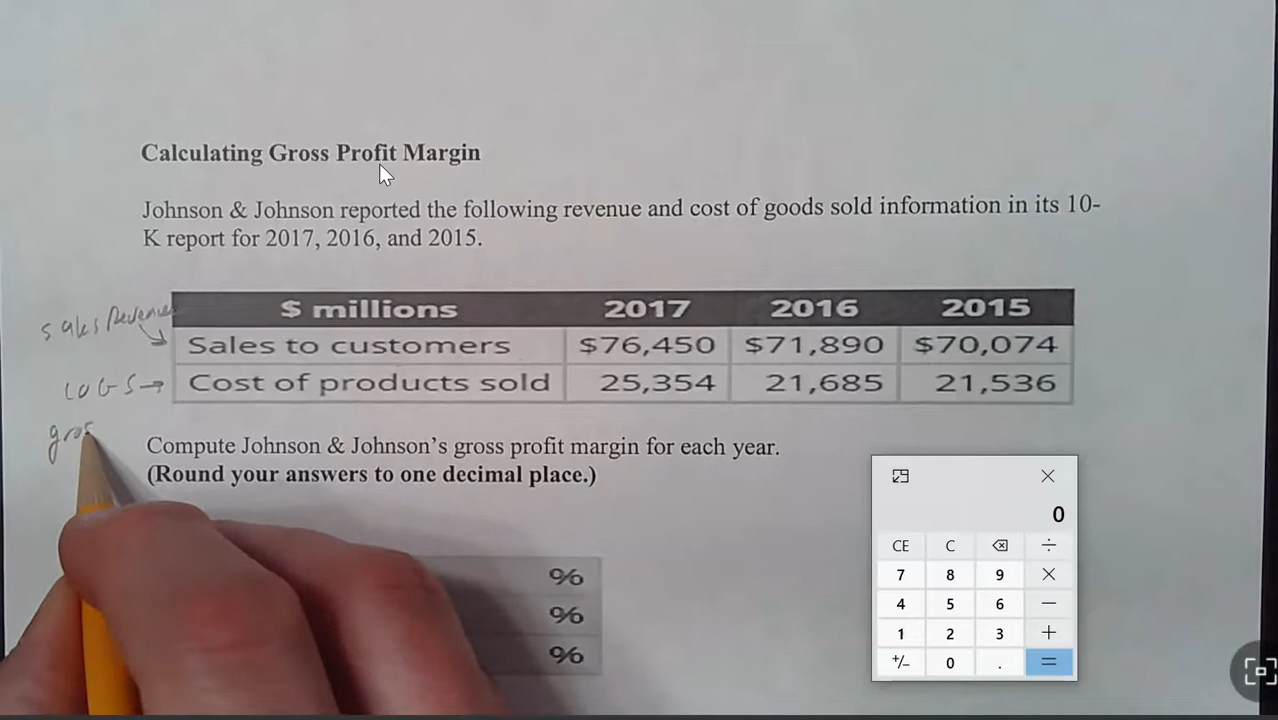 Calculating Gross Profit Margin
Johnson & Johnson reported the following revenue and cost of goods sold information in its 10-
K report for 2017, 2016, and 2015.
Sales Revenue
$ millions 2017 2016 2015
Sales to customers $76,450 $71,890 $70,074
COGS → Cost of products sold 25,354 21,685 21,536
gros
Compute Johnson & Johnson's gross profit margin for each year.
(Round your answers to one decimal place.)
%
%
%
0
CE C ÷
7 8 9 ×
4 5 6 −
1 2 3 +
+/− 0 . =